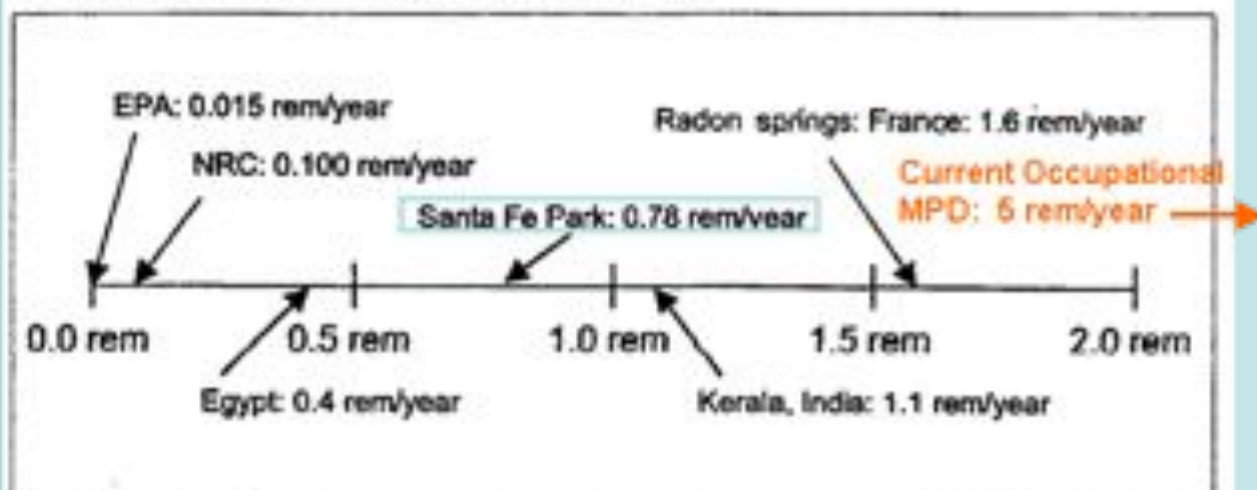 EPA: 0.015 rem/year
NRC: 0.100 rem/year
Radon springs: France: 1.6 rem/year
Current Occupational
MPD: 5 rem/year
Santa Fe Park: 0.78 rem/year
0.0 rem
0.5 rem
1.0 rem
1.5 rem
2.0 rem
Egypt: 0.4 rem/year
Kerala, India: 1.1 rem/year